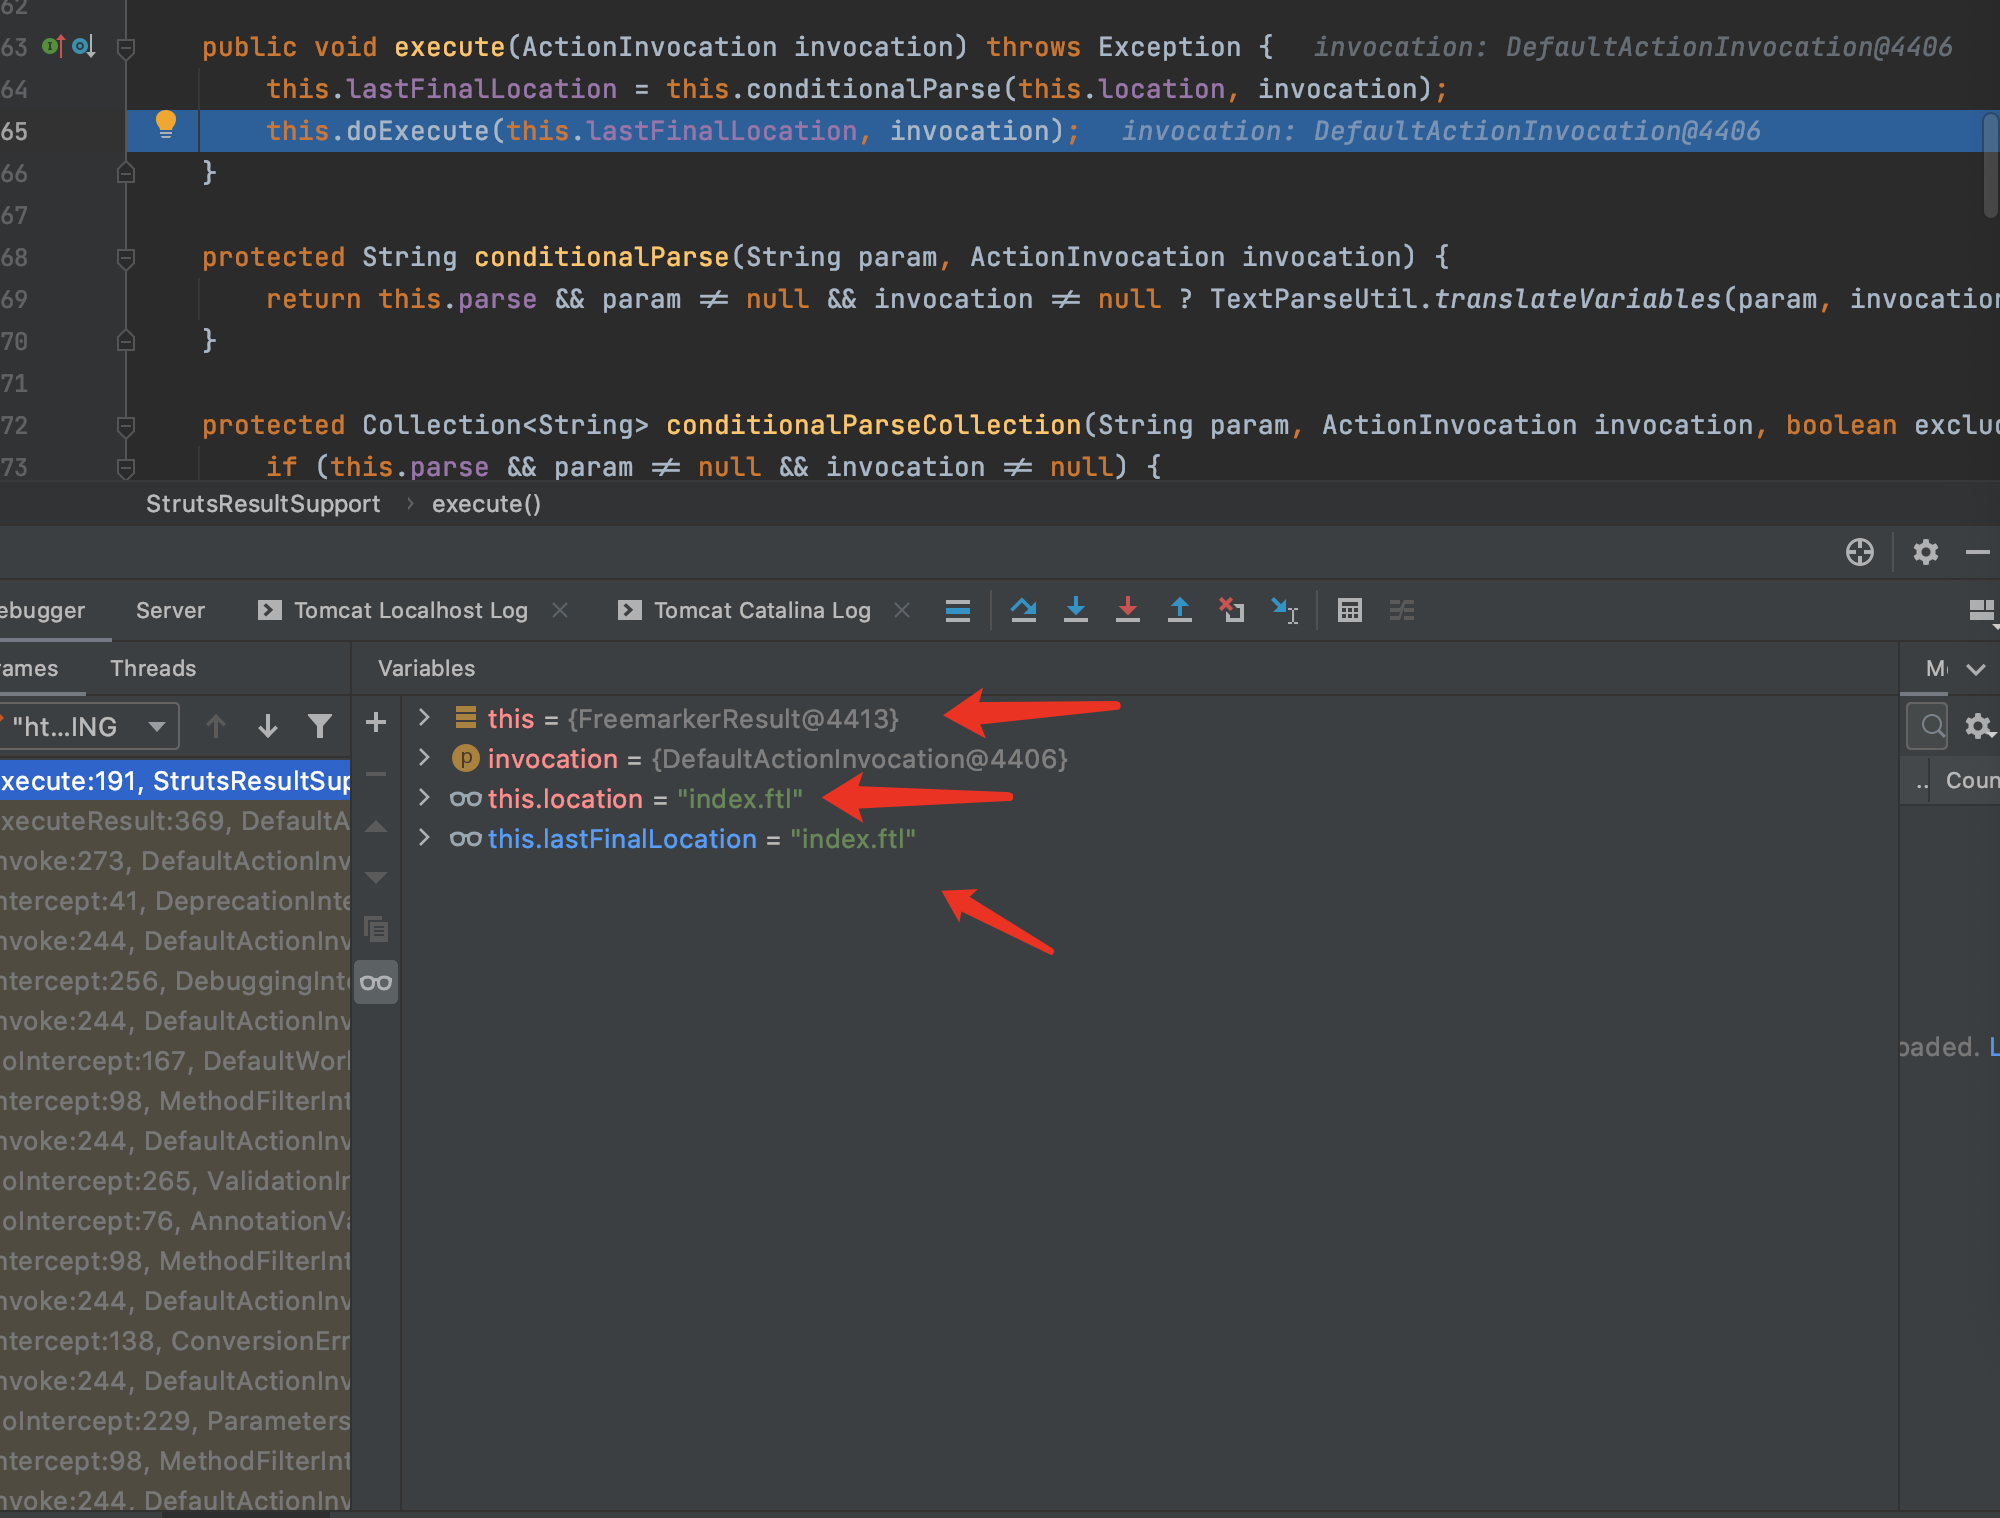 62
63 public void execute(ActionInvocation invocation) throws Exception { invocation: DefaultActionInvocation@4406
64 this.lastFinalLocation = this.conditionalParse(this.location, invocation);
65 this.doExecute(this.lastFinalLocation, invocation); invocation: DefaultActionInvocation@4406
66 }
67
68 protected String conditionalParse(String param, ActionInvocation invocation) {
69 return this.parse && param ≠ null && invocation ≠ null ? TextParseUtil.translateVariables(param, invocation
70 }
71
72 protected Collection<String> conditionalParseCollection(String param, ActionInvocation invocation, boolean exclud
73 if (this.parse && param ≠ null && invocation ≠ null) {
StrutsResultSupport › execute()
ebugger Server Tomcat Localhost Log Tomcat Catalina Log
ames Threads Variables M
"ht...ING
this = {FreemarkerResult@4413}
invocation = {DefaultActionInvocation@4406}
this.location = "index.ftl"
this.lastFinalLocation = "index.ftl"
.. Coun
oaded. L
xecute:191, StrutsResultSup
xecuteResult:369, DefaultA
nvoke:273, DefaultActionInv
ntercept:41, DeprecationInte
nvoke:244, DefaultActionInv
ntercept:256, DebuggingInte
nvoke:244, DefaultActionInv
oIntercept:167, DefaultWorl
ntercept:98, MethodFilterInt
nvoke:244, DefaultActionInv
oIntercept:265, ValidationIn
oIntercept:76, AnnotationVa
ntercept:98, MethodFilterInt
nvoke:244, DefaultActionInv
ntercept:138, ConversionErr
nvoke:244, DefaultActionInv
oIntercept:229, Parameters
ntercept:98, MethodFilterInt
nvoke:244, DefaultActionInv